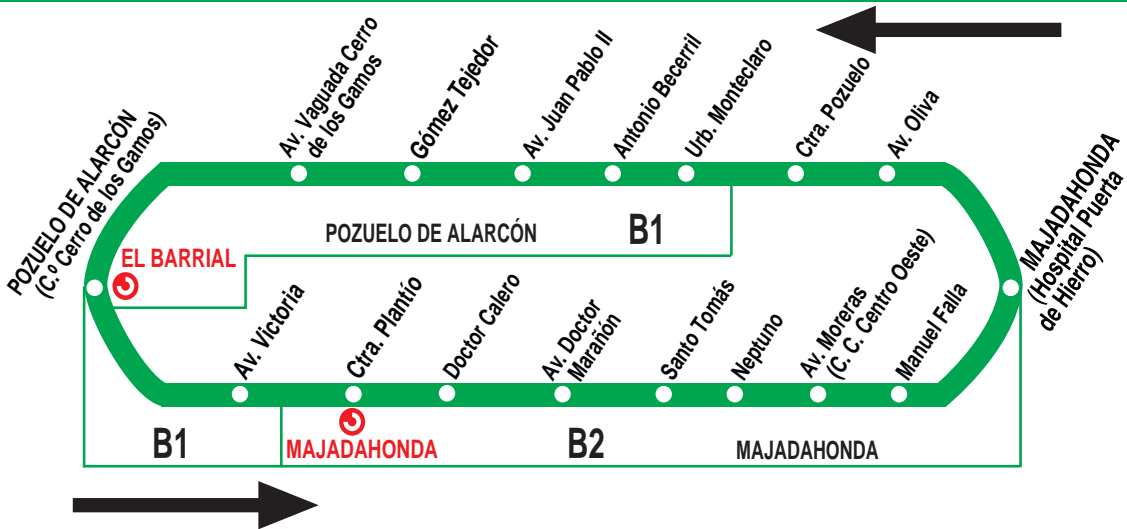 Av. Vaguada Cerro
de los Gamos
Gómez Tejedor
Av. Juan Pablo II
Antonio Becerril
Urb. Monteclaro
Ctra. Pozuelo
Av. Oliva
POZUELO DE ALARCÓN
(C.º Cerro de los Gamos)
EL BARRIAL
POZUELO DE ALARCÓN
B1
MAJADAHONDA
(Hospital Puerta
de Hierro)
Av. Victoria
Ctra. Plantío
Doctor Calero
Av. Doctor
Marañón
Santo Tomás
Neptuno
Av. Moreras
(C. C. Centro Oeste)
Manuel Falla
B1
MAJADAHONDA
B2
MAJADAHONDA